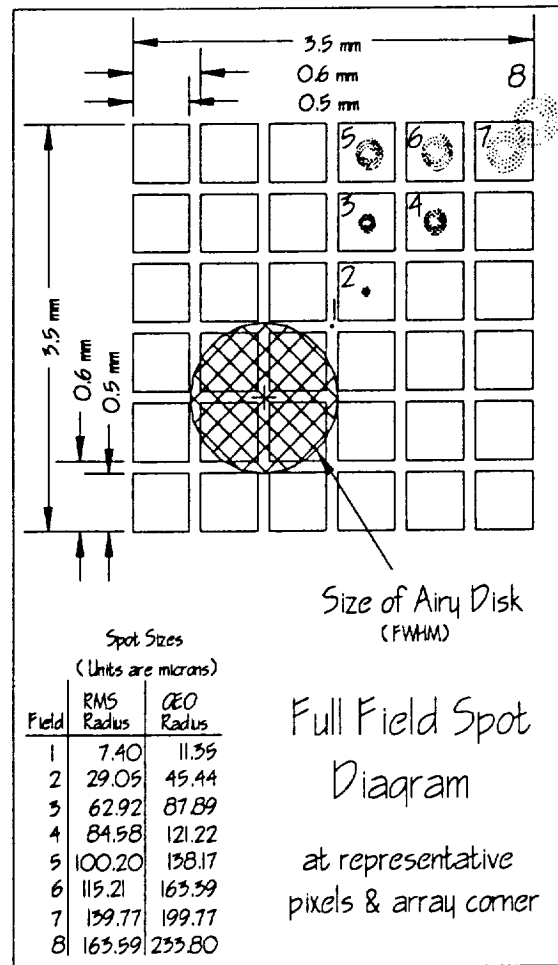 3.5 mm
0.6 mm
0.5 mm
8
5 6 7
3 4
2
1
3.5 mm
0.6 mm
0.5 mm
Size of Airy Disk
(FWHM)
Spot Sizes
(Units are microns)
Field RMS Radius GEO Radius
1 7.40 11.35
2 29.05 45.44
3 62.92 87.89
4 84.58 121.22
5 100.20 138.17
6 115.21 163.39
7 139.77 199.77
8 163.59 233.80
Full Field Spot
Diagram
at representative
pixels & array corner